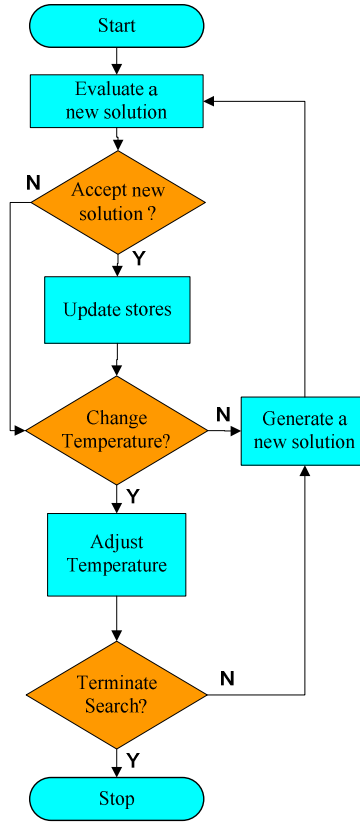 Start
Evaluate a
new solution
N
Accept new
solution ?
Y
Update stores
Change
Temperature?
N
Generate a
new solution
Y
Adjust
Temperature
Terminate
Search?
N
Y
Stop